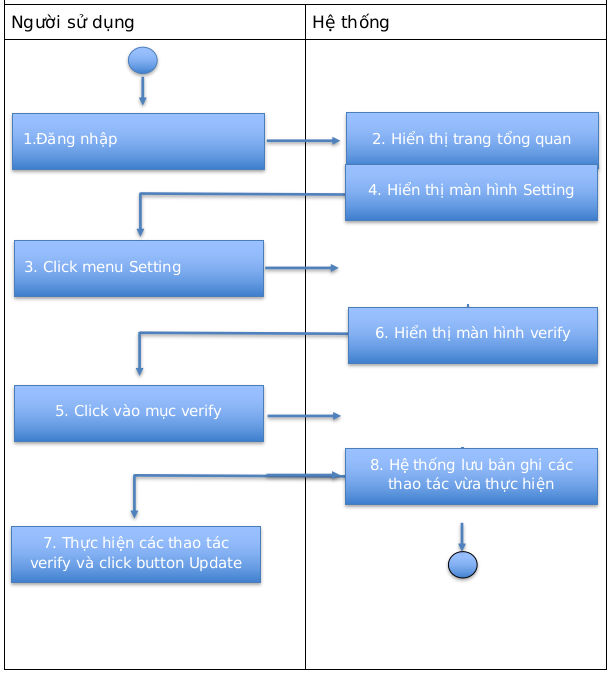 Người sử dụng
Hệ thống
1.Đăng nhập
2. Hiển thị trang tổng quan
4. Hiển thị màn hình Setting
3. Click menu Setting
6. Hiển thị màn hình verify
5. Click vào mục verify
8. Hệ thống lưu bản ghi các
thao tác vừa thực hiện
7. Thực hiện các thao tác
verify và click button Update